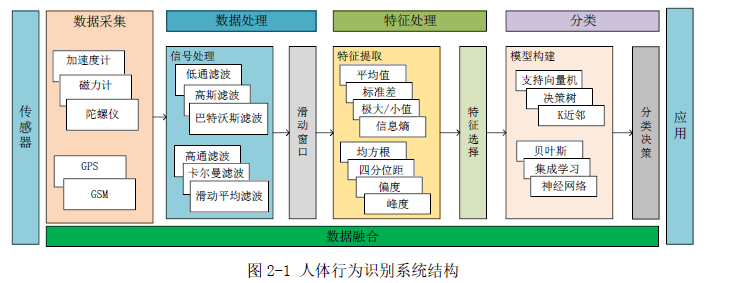 数据采集
数据处理
特征处理
分类
传感器
加速度计
磁力计
陀螺仪
GPS
GSM
信号处理
低通滤波
高斯滤波
巴特沃斯滤波
高通滤波
卡尔曼滤波
滑动平均滤波
滑动窗口
特征提取
平均值
标准差
极大/小值
信息熵
均方根
四分位距
偏度
峰度
特征选择
模型构建
支持向量机
决策树
K近邻
贝叶斯
集成学习
神经网络
分类决策
应用
数据融合
图 2-1 人体行为识别系统结构